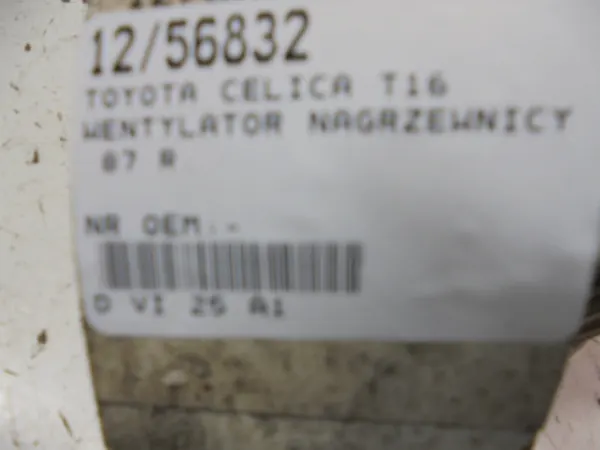 12/56832
TOYOTA CELICA T16
WENTYLATOR NAGRZEWNICY
87 R
NR OEM:-
D VI 25 A1